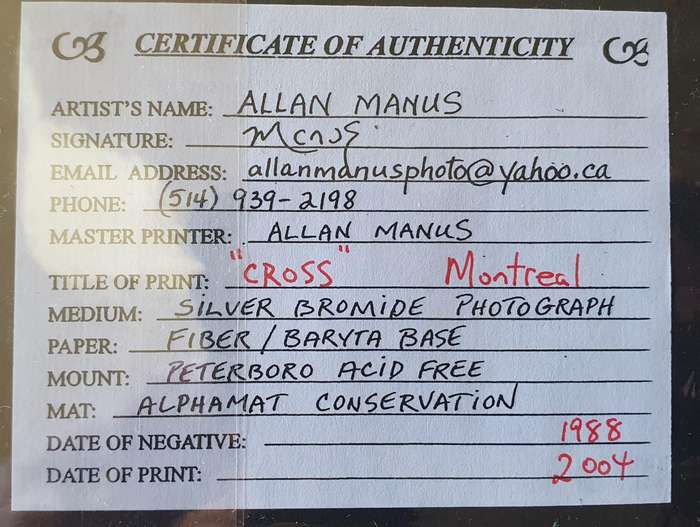 CERTIFICATE OF AUTHENTICITY
ARTIST'S NAME: ALLAN MANUS
SIGNATURE:
EMAIL ADDRESS: allanmanusphoto@yahoo.ca
PHONE: (514) 939-2198
MASTER PRINTER: ALLAN MANUS
TITLE OF PRINT: "CROSS" Montreal
MEDIUM: SILVER BROMIDE PHOTOGRAPH
PAPER: FIBER / BARYTA BASE
MOUNT: PETERBORO ACID FREE
MAT: ALPHAMAT CONSERVATION
DATE OF NEGATIVE: 1988
DATE OF PRINT: 2004